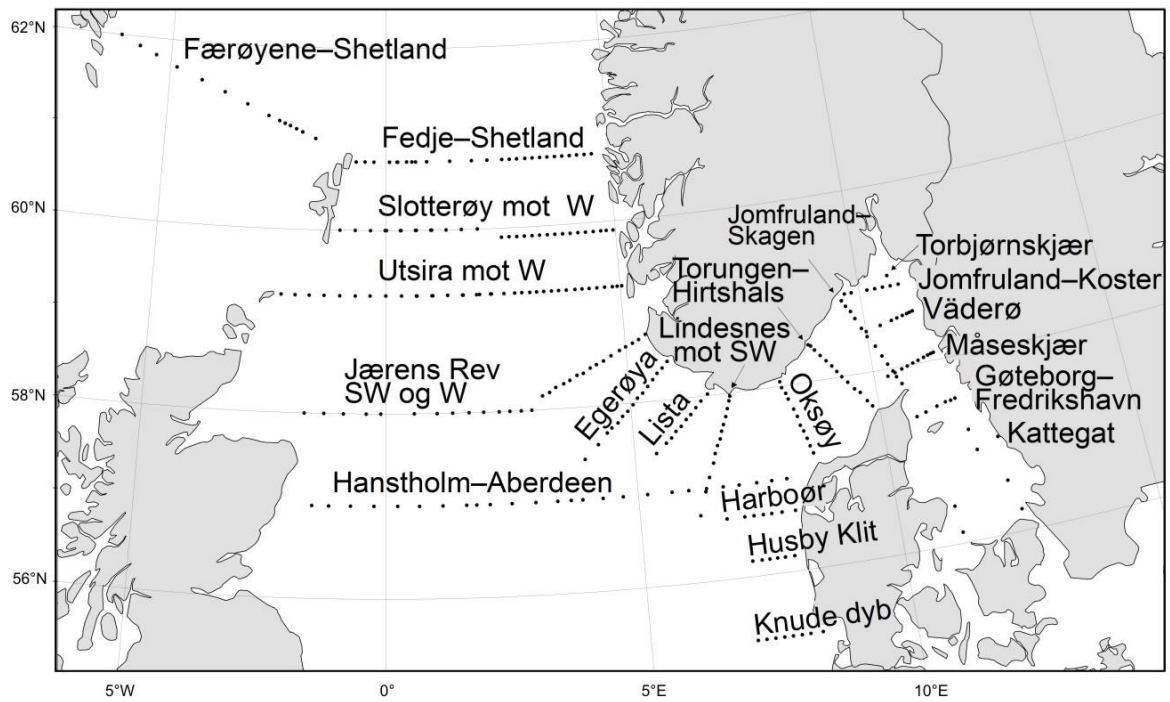 62°N
Færøyene–Shetland
Fedje–Shetland
60°N
Slotterøy mot W
Jomfruland–
Skagen
Torbjørnskjær
Utsira mot W
Torungen–
Hirtshals
Jomfruland–Koster
Väderø
Lindesnes
mot SW
Måseskjær
58°N
Jærens Rev
SW og W
Egerøya
Lista
Oksøy
Gøteborg–
Fredrikshavn
Kattegat
Hanstholm–Aberdeen
Harboør
Husby Klit
56°N
Knude dyb
5°W
0°
5°E
10°E